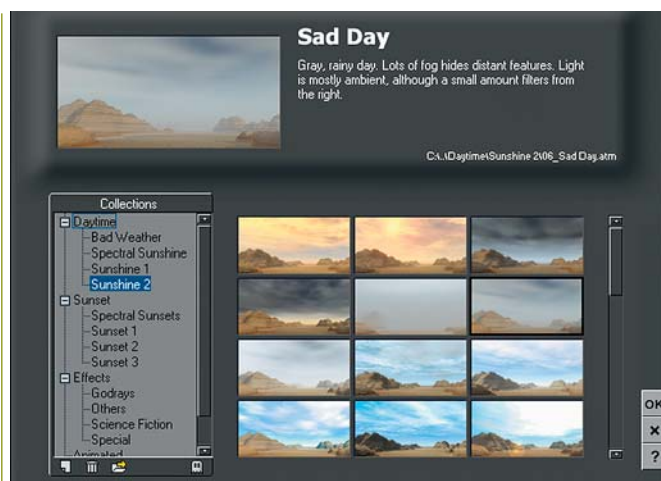 Sad Day
Gray, rainy day. Lots of fog hides distant features. Light
is mostly ambient, although a small amount filters from
the right.
C:\..\Daytime\Sunshine 2\06_Sad Day.atm
Collections
Daytime
Bad Weather
Spectral Sunshine
Sunshine 1
Sunshine 2
Sunset
Spectral Sunsets
Sunset 1
Sunset 2
Sunset 3
Effects
Godrays
Others
Science Fiction
Special
Animated
OK
?